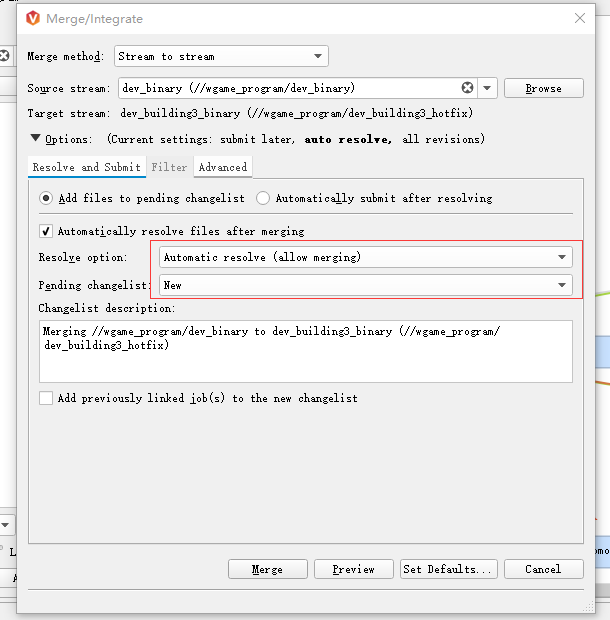 Merge/Integrate
Merge method: Stream to stream
Source stream: dev_binary (//wgame_program/dev_binary) Browse
Target stream: dev_building3_binary (//wgame_program/dev_building3_hotfix)
Options: (Current settings: submit later, auto resolve, all revisions)
Resolve and Submit Filter Advanced
Add files to pending changelist Automatically submit after resolving
Automatically resolve files after merging
Resolve option: Automatic resolve (allow merging)
Pending changelist: New
Changelist description:
Merging //wgame_program/dev_binary to dev_building3_binary (//wgame_program/
dev_building3_hotfix)
Add previously linked job(s) to the new changelist
Merge Preview Set Defaults... Cancel